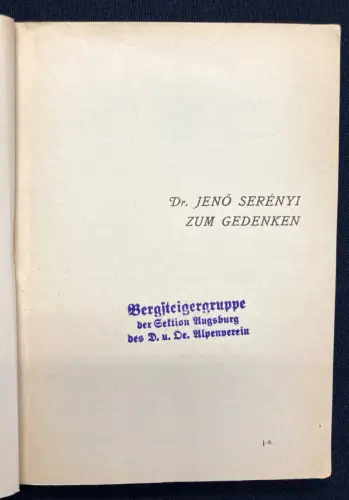 Dr. JENŐ SERÉNYI
ZUM GEDENKEN
Bergsteigergruppe
der Sektion Augsburg
des D. u. Oe. Alpenverein